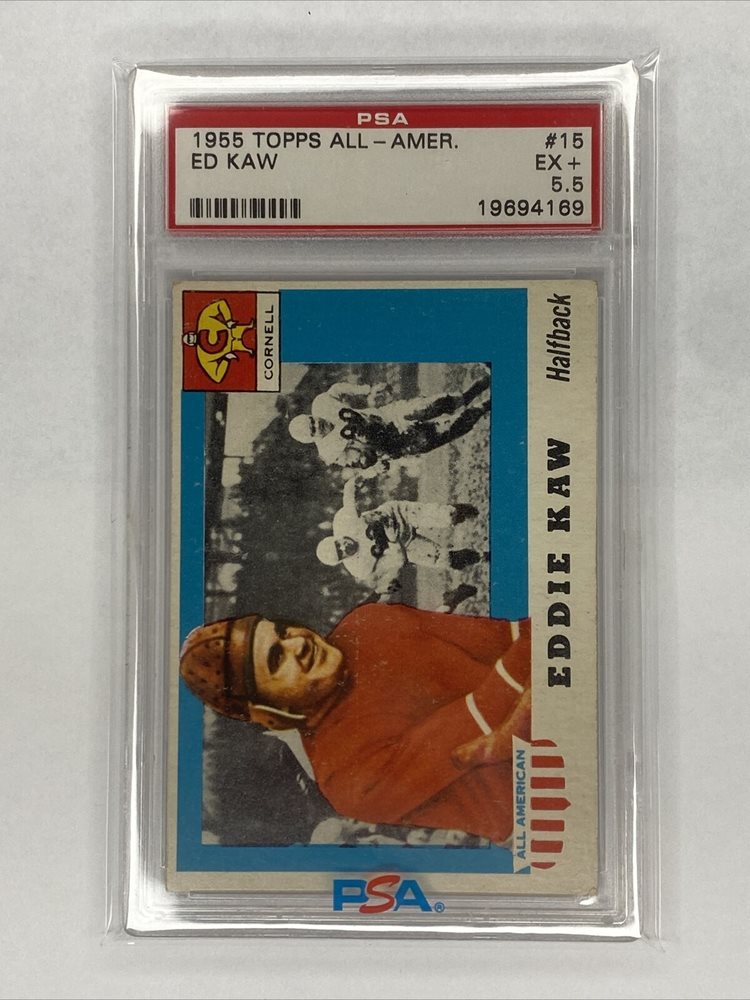 PSA
1955 TOPPS ALL-AMER. #15
ED KAW EX+
5.5
19694169
CORNELL
C
Halfback
EDDIE KAW
ALL AMERICAN
PSA®